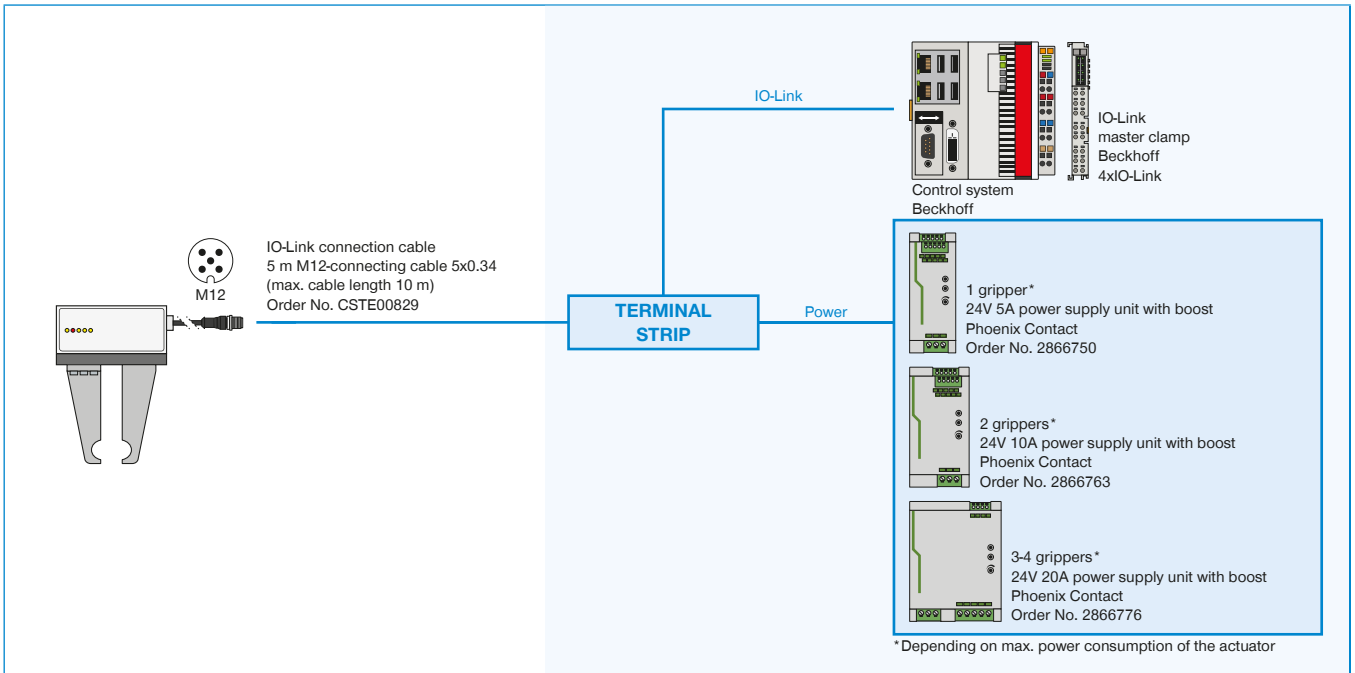 IO-Link
IO-Link
master clamp
Beckhoff
4xIO-Link
Control system
Beckhoff
M12
IO-Link connection cable
5 m M12-connecting cable 5x0.34
(max. cable length 10 m)
Order No. CSTE00829
TERMINAL
STRIP
Power
1 gripper*
24V 5A power supply unit with boost
Phoenix Contact
Order No. 2866750
2 grippers*
24V 10A power supply unit with boost
Phoenix Contact
Order No. 2866763
3-4 grippers*
24V 20A power supply unit with boost
Phoenix Contact
Order No. 2866776
*Depending on max. power consumption of the actuator